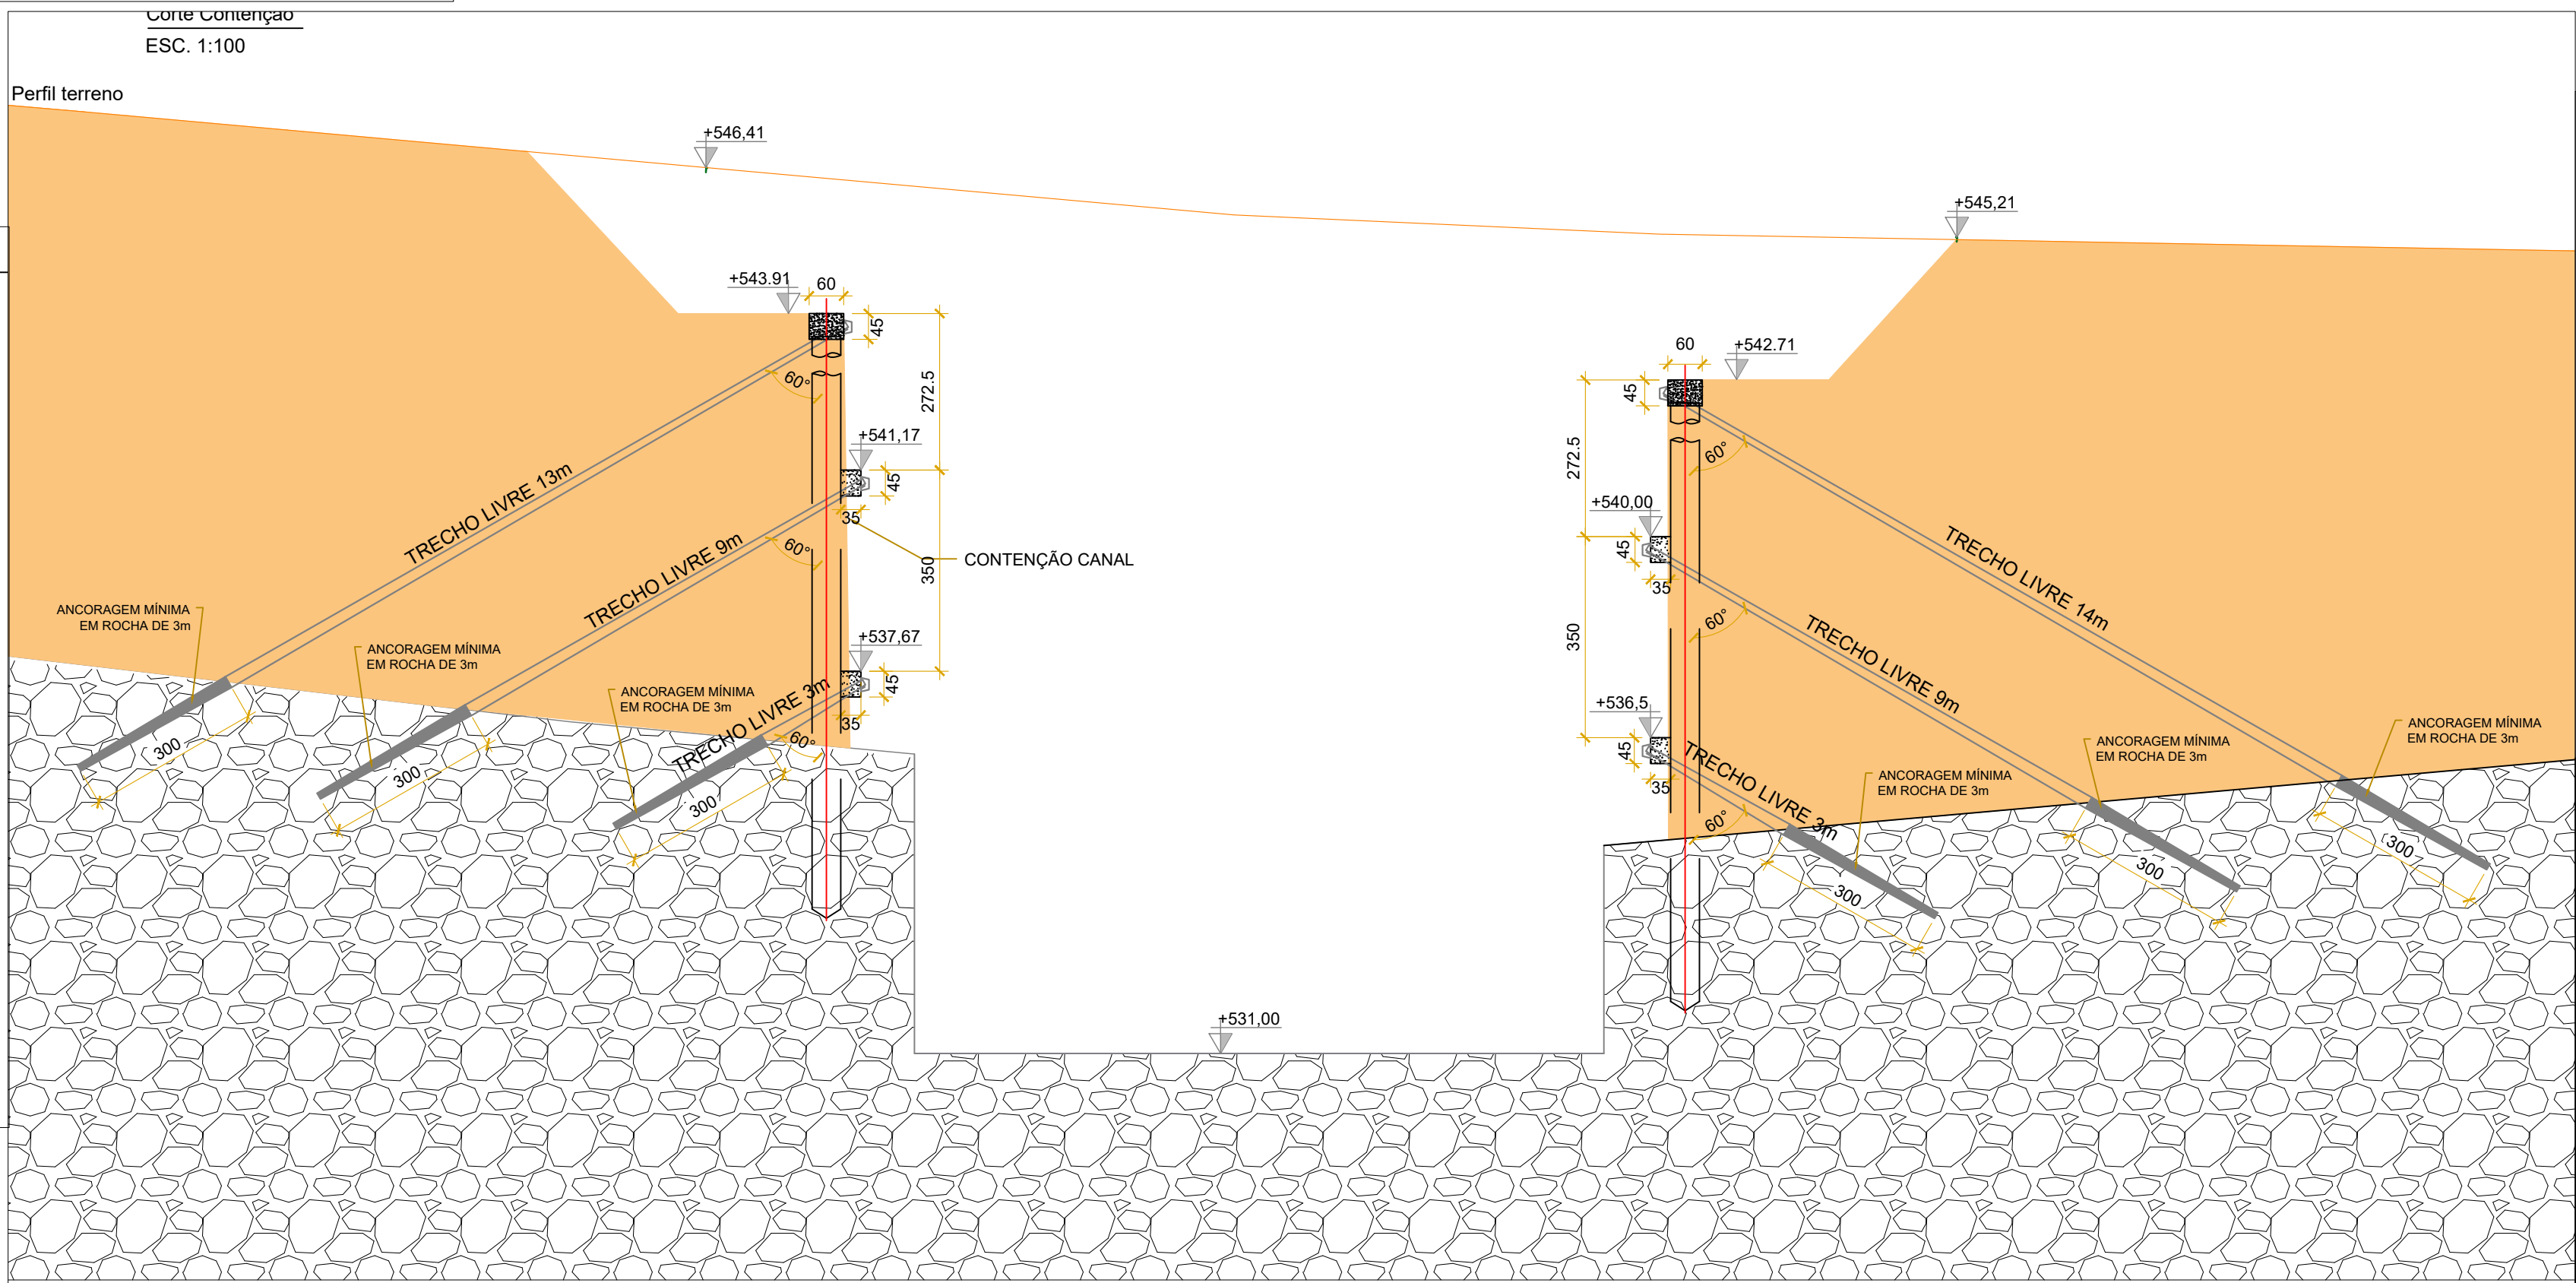 Corte Contenção
ESC. 1:100
Perfil terreno
+546,41
+545,21
+543.91
60
45
272.5
+542.71
60
45
60°
+541,17
45
35
350
CONTENÇÃO CANAL
TRECHO LIVRE 13m
TRECHO LIVRE 9m
60°
+537,67
45
35
TRECHO LIVRE 3m
60°
ANCORAGEM MÍNIMA
EM ROCHA DE 3m
300
ANCORAGEM MÍNIMA
EM ROCHA DE 3m
300
ANCORAGEM MÍNIMA
EM ROCHA DE 3m
300
272.5
60°
+540,00
45
35
350
TRECHO LIVRE 14m
TRECHO LIVRE 9m
60°
+536,5
45
35
TRECHO LIVRE 3m
60°
ANCORAGEM MÍNIMA
EM ROCHA DE 3m
300
ANCORAGEM MÍNIMA
EM ROCHA DE 3m
300
ANCORAGEM MÍNIMA
EM ROCHA DE 3m
300
+531,00